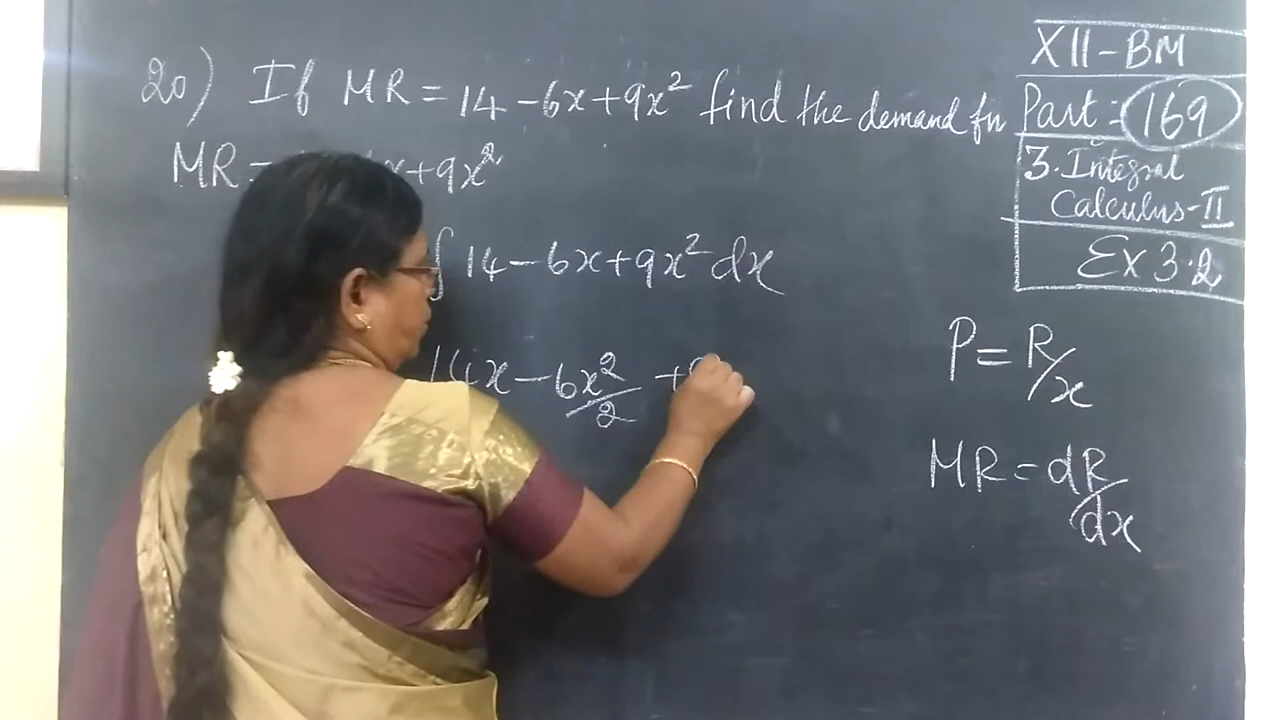 20) If MR = 14 - 6x + 9x² find the demand fn
MR = x + 9x²
∫ 14 - 6x + 9x² dx
14x - 6x²/2 +
XII - BM
Part : 169
3. Integral
Calculus - II
Ex 3.2
P = R/x
MR = dR/dx